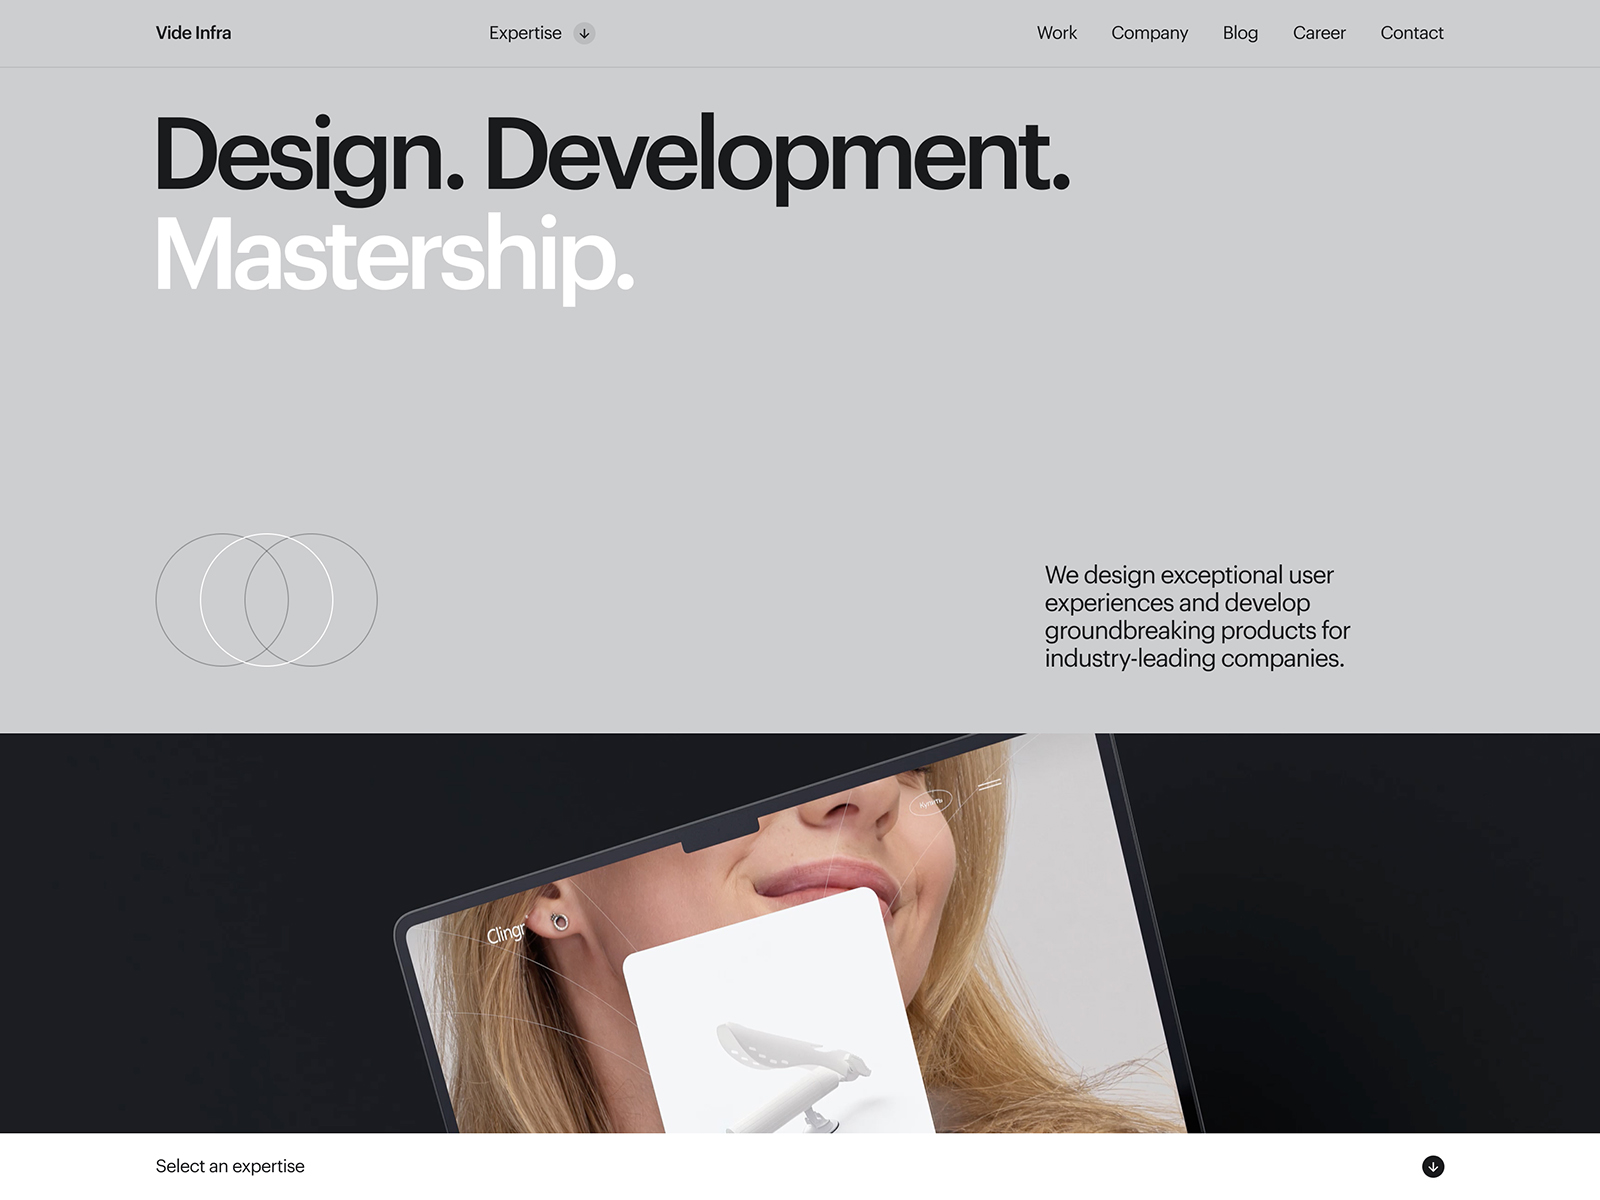 Vide Infra
Expertise
Work
Company
Blog
Career
Contact
Design. Development.
Mastership.
We design exceptional user
experiences and develop
groundbreaking products for
industry-leading companies.
Купить
Clingr
Select an expertise